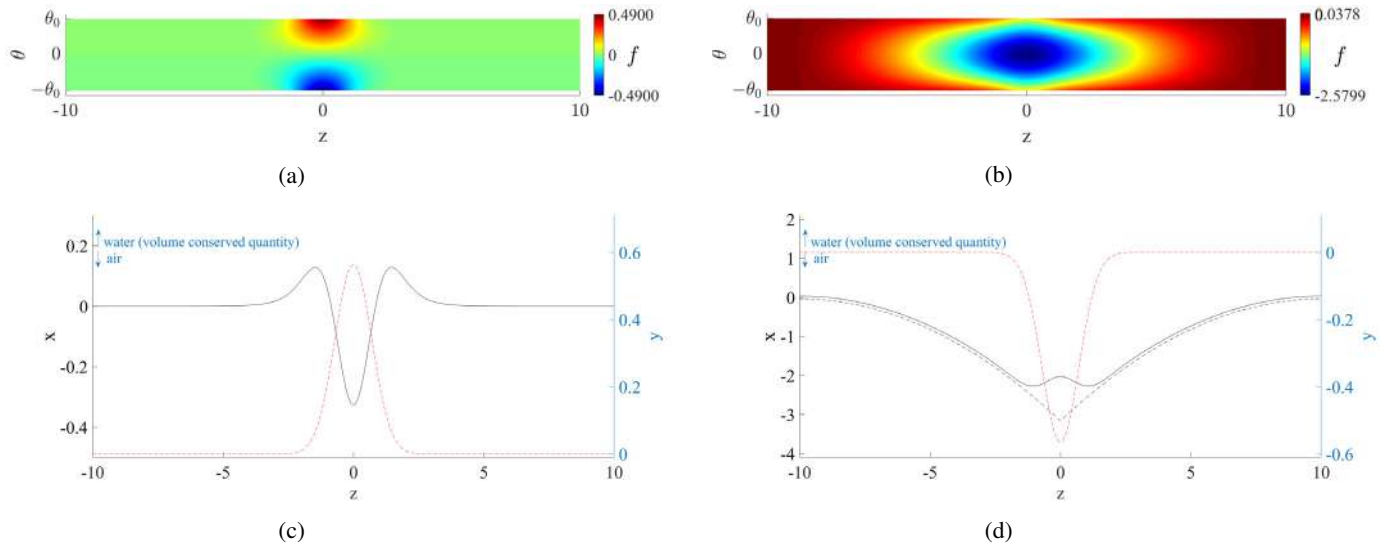 θ₀
θ 0
-θ₀
-10 0 10
z
0.4900
0 f
-0.4900
(a)
θ₀
θ 0
-θ₀
-10 0 10
z
0.0378
0
f
-2.5799
(b)
water (volume conserved quantity)
air
0.2
0
-0.2
-0.4
x
0.6
0.4
0.2
0
y
-10 -5 0 5 10
z
(c)
water (volume conserved quantity)
air
2
1
0
-1
-2
-3
-4
x
0
-0.2
-0.4
-0.6
y
-10 -5 0 5 10
z
(d)